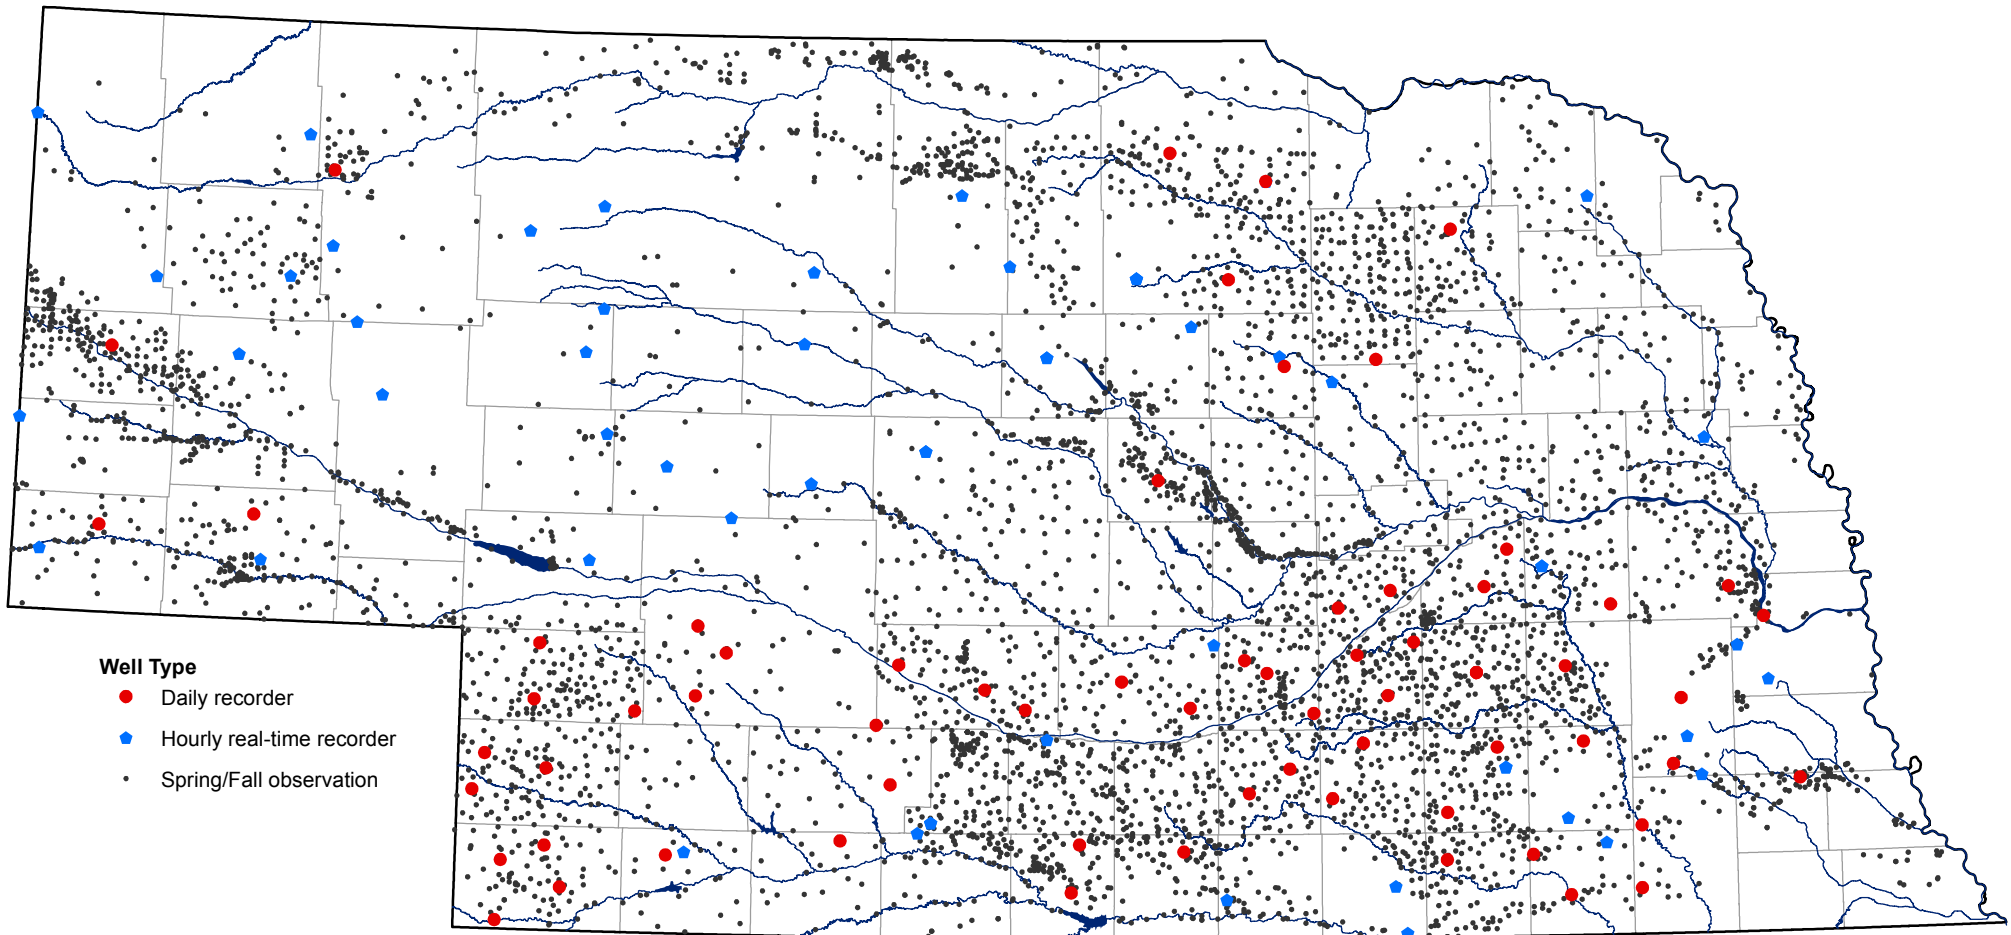 Well Type
Daily recorder
Hourly real-time recorder
Spring/Fall observation